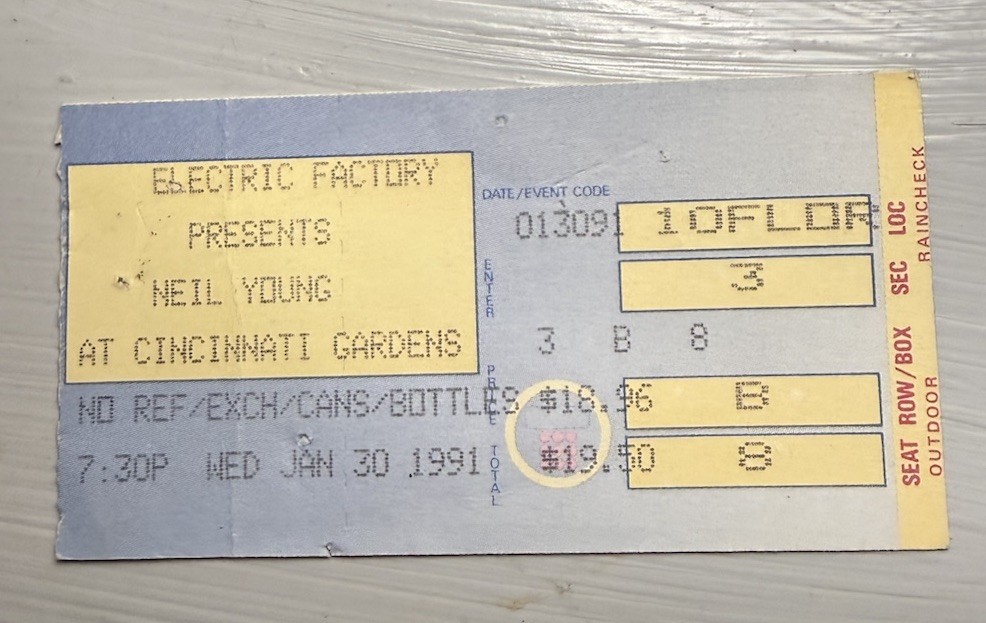 ELECTRIC FACTORY
PRESENTS
NEIL YOUNG
AT CINCINNATI GARDENS
NO REF/EXCH/CANS/BOTTLES
7:30P WED JAN 30 1991
DATE/EVENT CODE
013091
ENTER
3 B 8
PRICE
$18.96
TOTAL
$19.50
3
B
8
SEAT ROW/BOX SEC LOC
OUTDOOR RAINCHECK